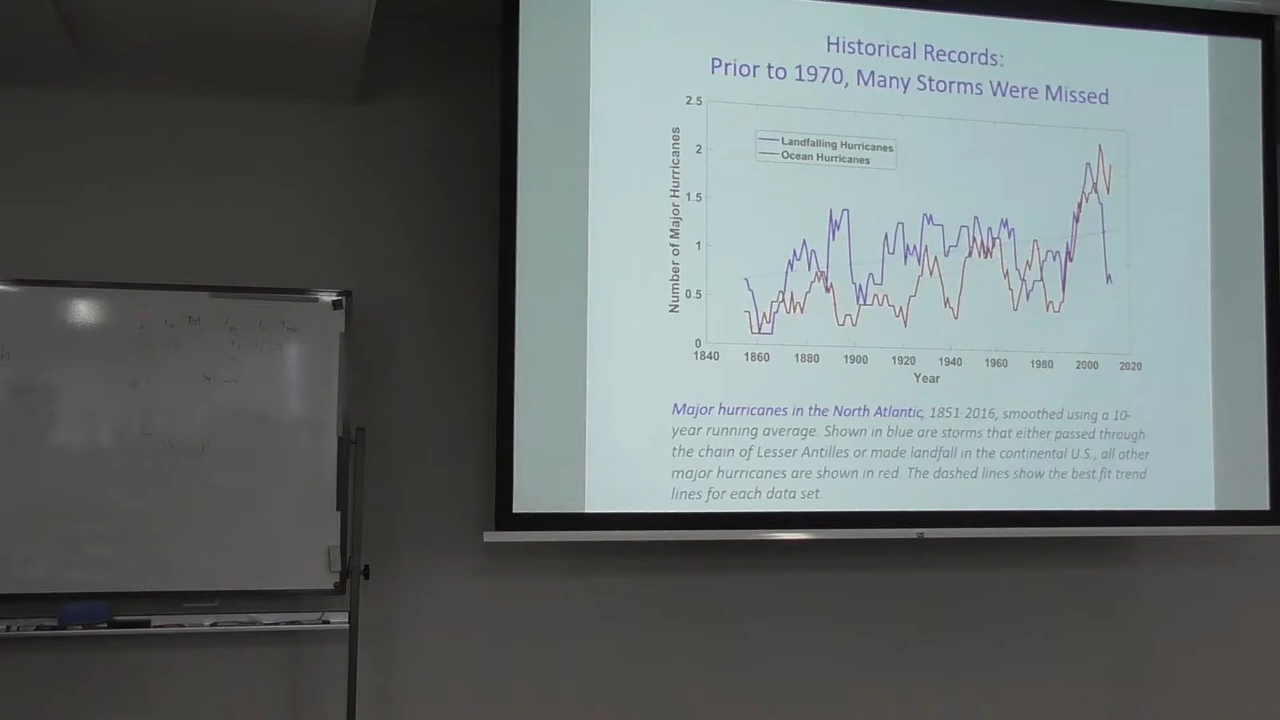 Historical Records:
Prior to 1970, Many Storms Were Missed
2.5
2
1.5
1
0.5
0
Number of Major Hurricanes
Landfalling Hurricanes
Ocean Hurricanes
1840 1860 1880 1900 1920 1940 1960 1980 2000 2020
Year
Major hurricanes in the North Atlantic, 1851-2016, smoothed using a 10-
year running average. Shown in blue are storms that either passed through
the chain of Lesser Antilles or made landfall in the continental U.S., all other
major hurricanes are shown in red. The dashed lines show the best fit trend
lines for each data set.